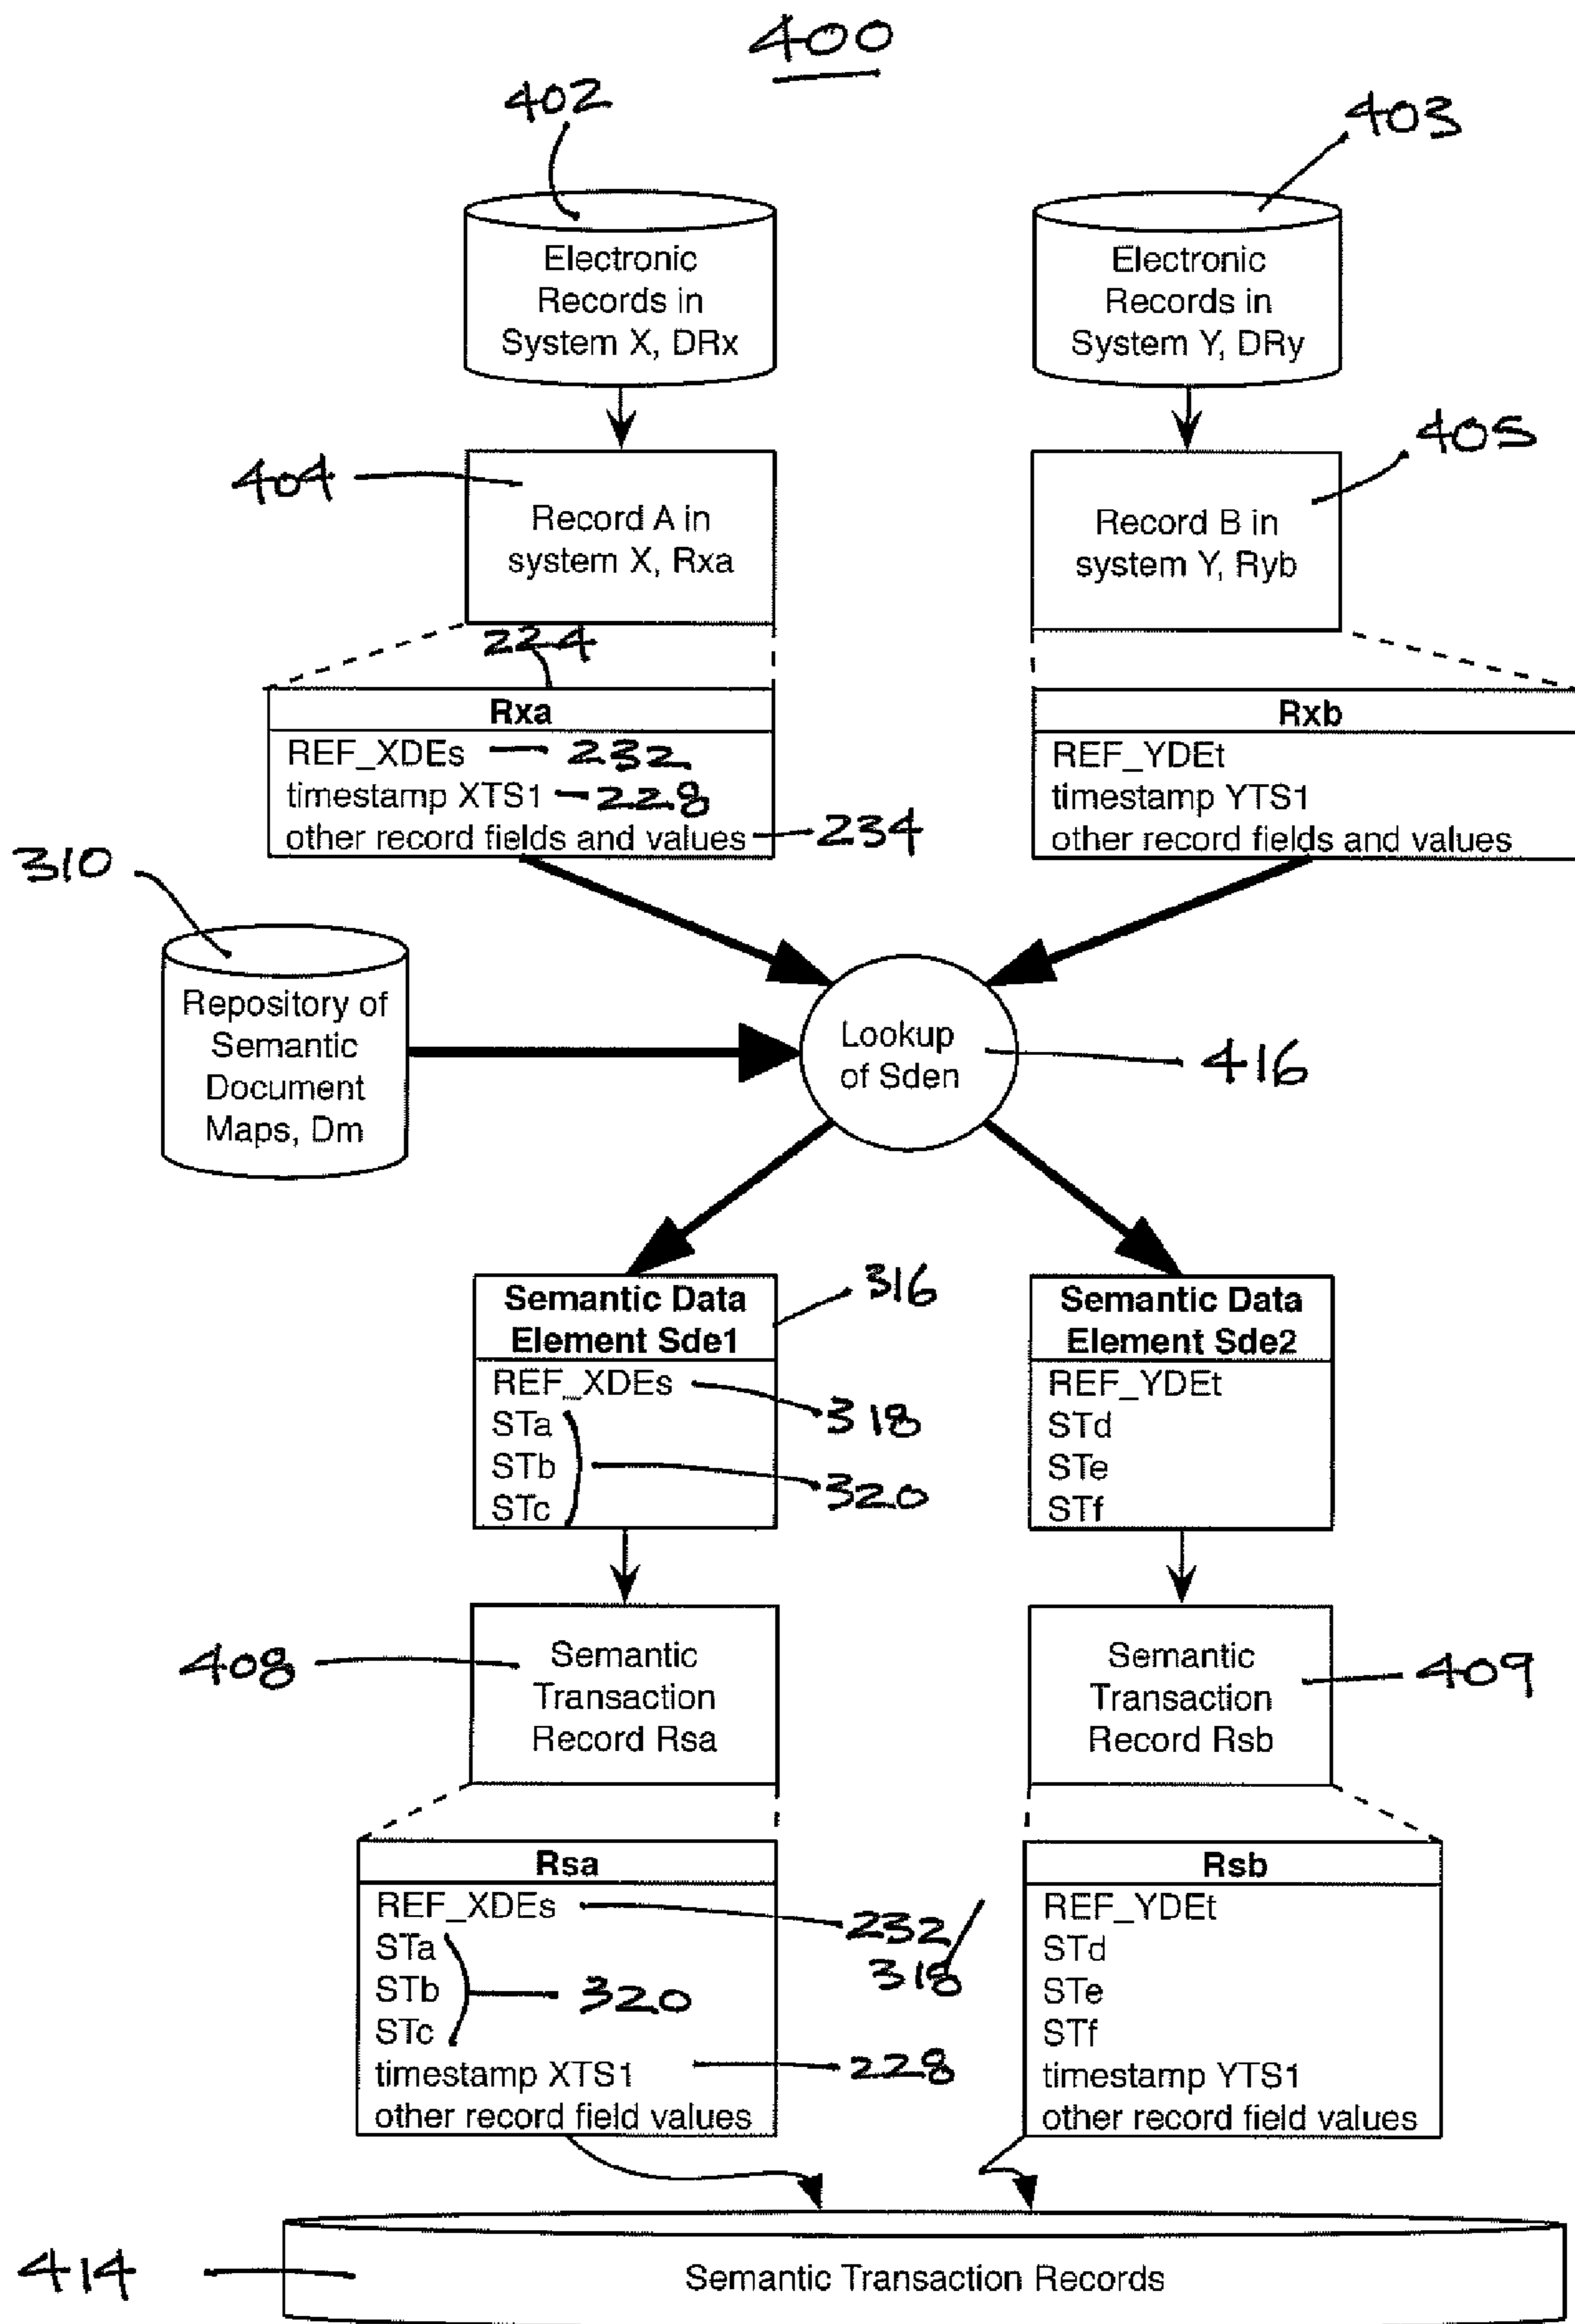 400
402
403
Electronic
Records in
System X, DRx
Electronic
Records in
System Y, DRy
404
405
Record A in
system X, Rxa
Record B in
system Y, Ryb
224
Rxa
REF_XDEs 232
timestamp XTS1 228
other record fields and values 234
Rxb
REF_YDEt
timestamp YTS1
other record fields and values
310
Repository of
Semantic
Document
Maps, Dm
Lookup
of Sden
416
Semantic Data
Element Sde1
316
REF_XDEs
318
STa
STb
STc
320
Semantic Data
Element Sde2
REF_YDEt
STd
STe
STf
408
Semantic
Transaction
Record Rsa
Semantic
Transaction
Record Rsb
409
Rsa
REF_XDEs
232
318
STa
STb
STc
320
timestamp XTS1
228
other record field values
Rsb
REF_YDEt
STd
STe
STf
timestamp YTS1
other record field values
414
Semantic Transaction Records